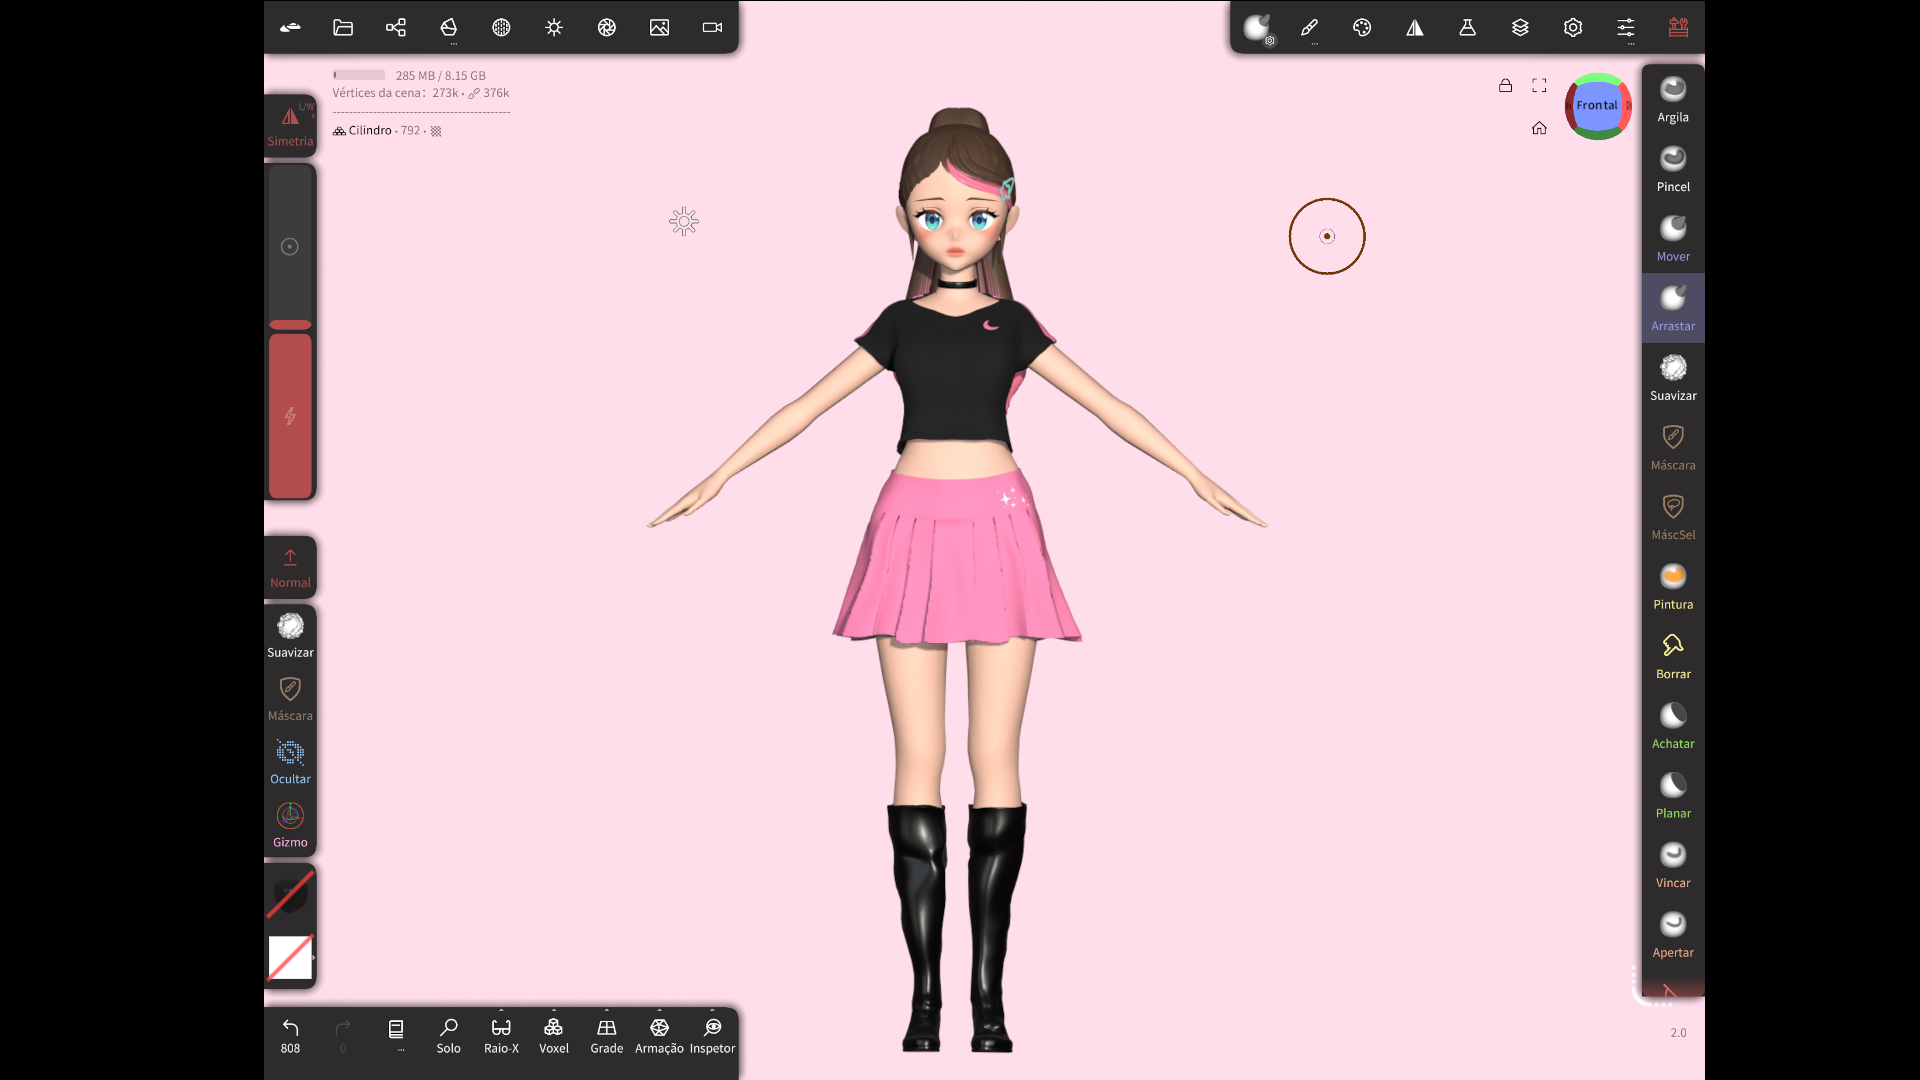 285 MB / 8.15 GB
Vértices da cena: 273k • 376k
Cilindro • 792 •
L/W
Simetria
Normal
Suavizar
Máscara
Ocultar
Gizmo
808
0
Solo
Raio-X
Voxel
Grade
Armação
Inspetor
Frontal
Argila
Pincel
Mover
Arrastar
Suavizar
Máscara
MáscSel
Pintura
Borrar
Achatar
Planar
Vincar
Apertar
2.0